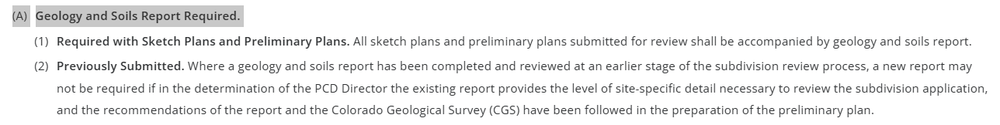 (A) Geology and Soils Report Required.
(1) Required with Sketch Plans and Preliminary Plans. All sketch plans and preliminary plans submitted for review shall be accompanied by geology and soils report.
(2) Previously Submitted. Where a geology and soils report has been completed and reviewed at an earlier stage of the subdivision review process, a new report may
not be required if in the determination of the PCD Director the existing report provides the level of site-specific detail necessary to review the subdivision application,
and the recommendations of the report and the Colorado Geological Survey (CGS) have been followed in the preparation of the preliminary plan.